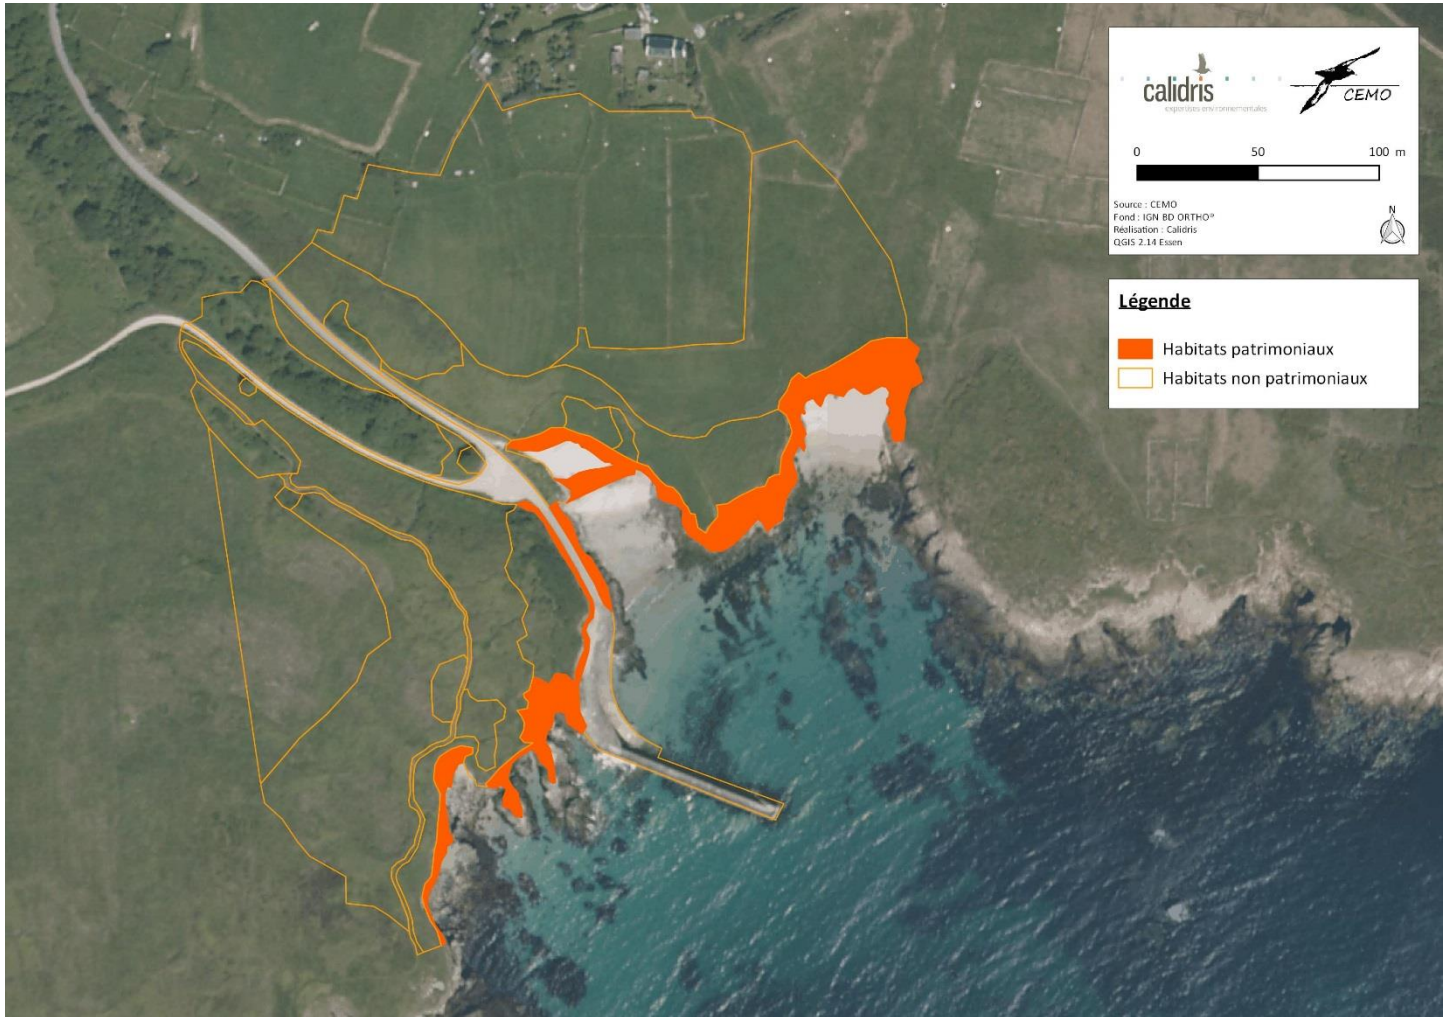 calidris
expertises environnementales
CEMO
0 50 100 m
Source : CEMO
Fond : IGN BD ORTHO®
Réalisation : Calidris
QGIS 2.14 Essen
N
Légende
Habitats patrimoniaux
Habitats non patrimoniaux